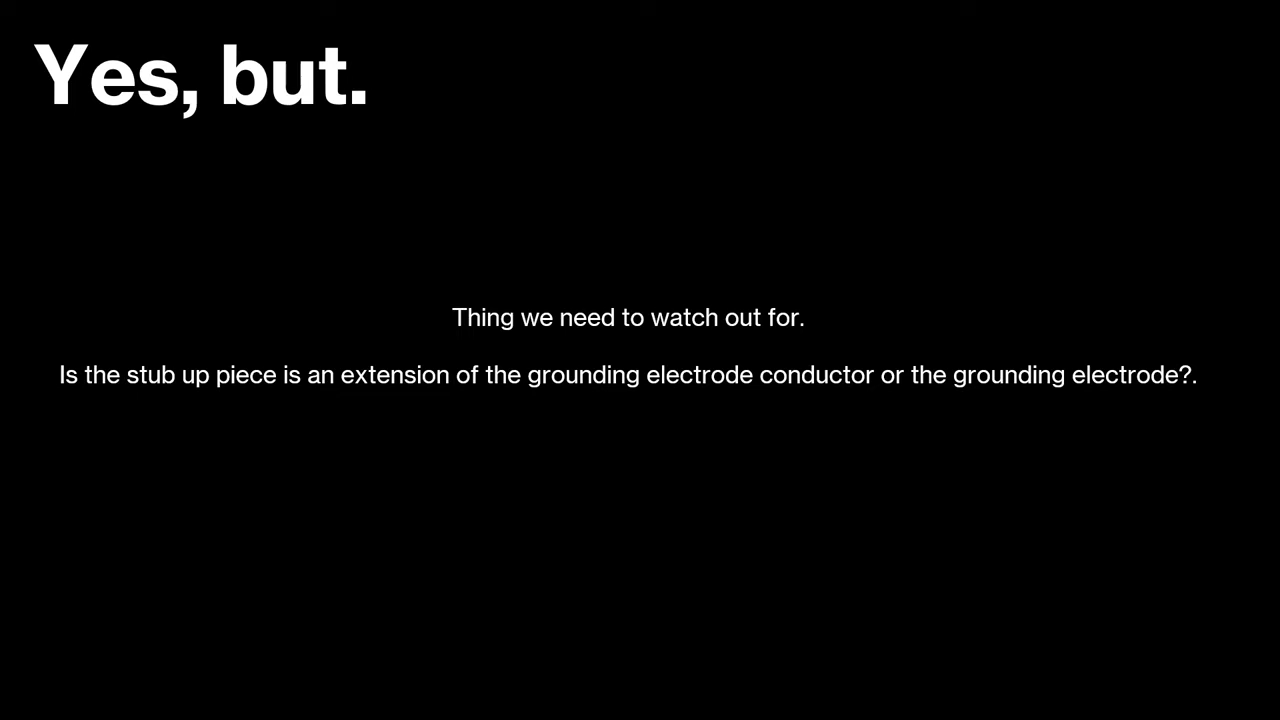 Yes, but.
Thing we need to watch out for.
Is the stub up piece is an extension of the grounding electrode conductor or the grounding electrode?.